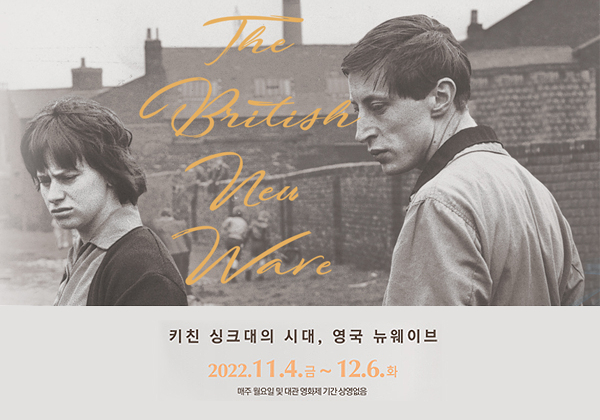 The
British
New
Wave
키친 싱크대의 시대, 영국 뉴웨이브
2022.11.4.금~12.6.화
매주 월요일 및 대관 영화제 기간 상영없음